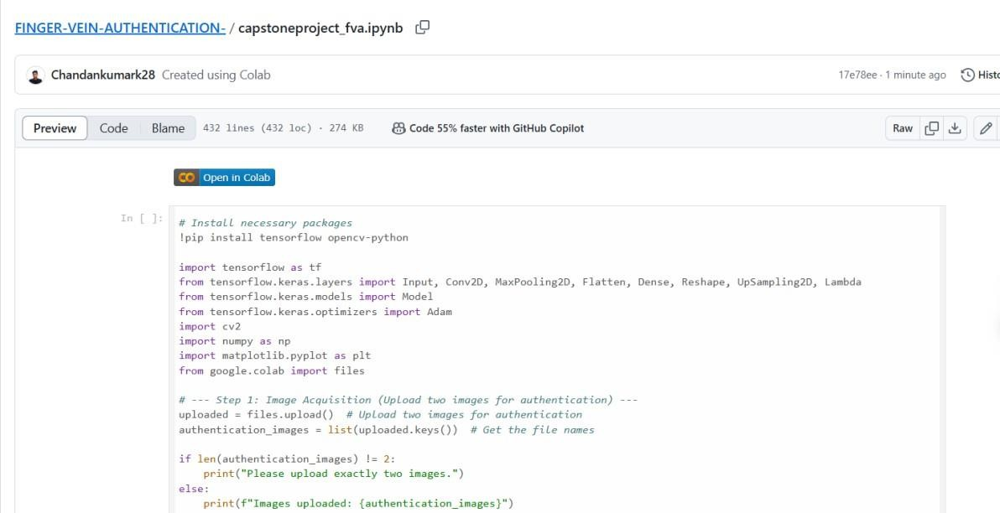 FINGER-VEIN-AUTHENTICATION- / capstoneproject_fva.ipynb
Chandankumark28 Created using Colab 17e78ee · 1 minute ago
Preview Code Blame 432 lines (432 loc) · 274 KB Code 55% faster with GitHub Copilot Raw
CO Open in Colab
In [ ]:
# Install necessary packages
!pip install tensorflow opencv-python
import tensorflow as tf
from tensorflow.keras.layers import Input, Conv2D, MaxPooling2D, Flatten, Dense, Reshape, UpSampling2D, Lambda
from tensorflow.keras.models import Model
from tensorflow.keras.optimizers import Adam
import cv2
import numpy as np
import matplotlib.pyplot as plt
from google.colab import files
# --- Step 1: Image Acquisition (Upload two images for authentication) ---
uploaded = files.upload()  # Upload two images for authentication
authentication_images = list(uploaded.keys())  # Get the file names
if len(authentication_images) != 2:
    print("Please upload exactly two images.")
else:
    print(f"Images uploaded: {authentication_images}")